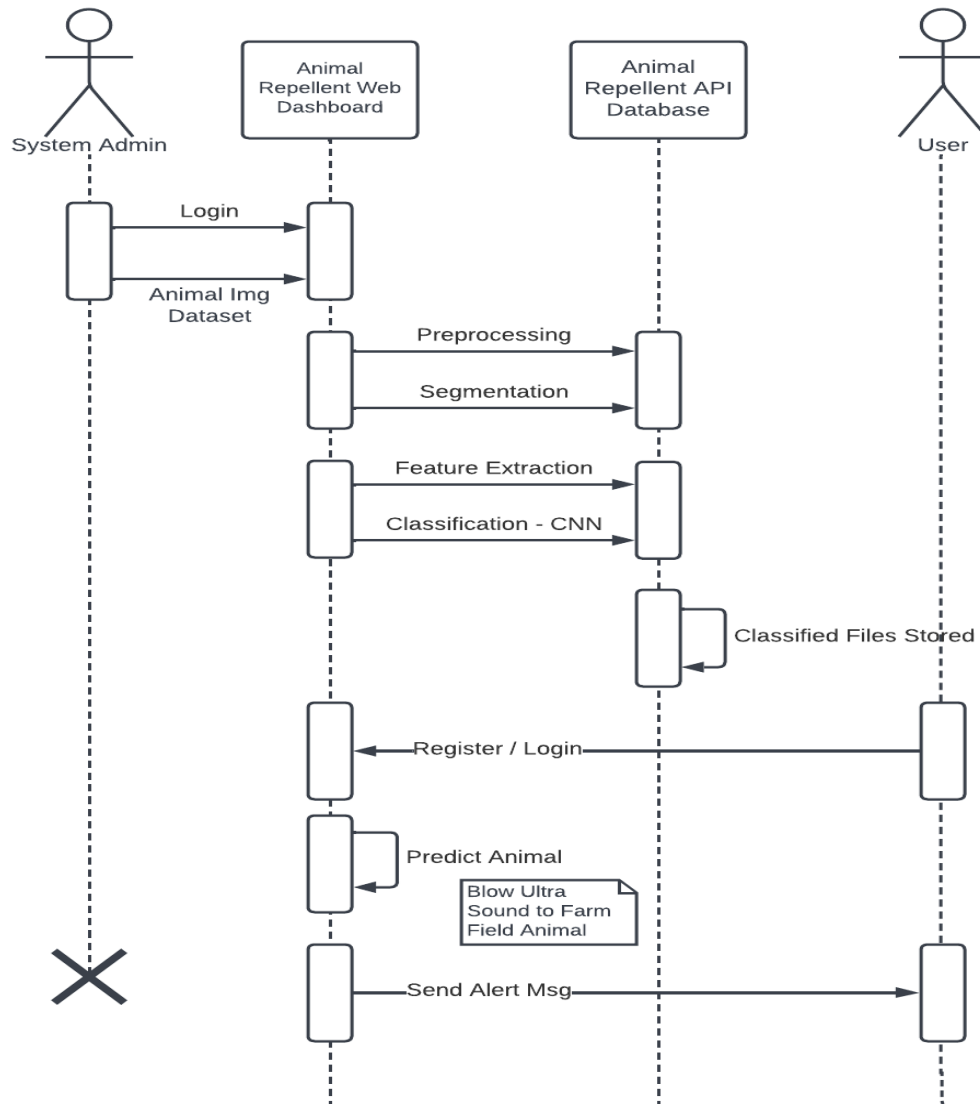 Animal
Repellent Web
Dashboard
Animal
Repellent API
Database
System Admin
User
Login
Animal Img
Dataset
Preprocessing
Segmentation
Feature Extraction
Classification - CNN
Classified Files Stored
Register / Login
Predict Animal
Blow Ultra
Sound to Farm
Field Animal
Send Alert Msg